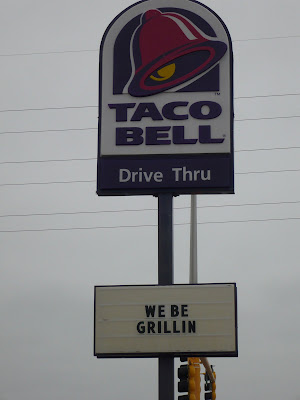 TACO
BELL
Drive Thru
WE BE
GRILLIN